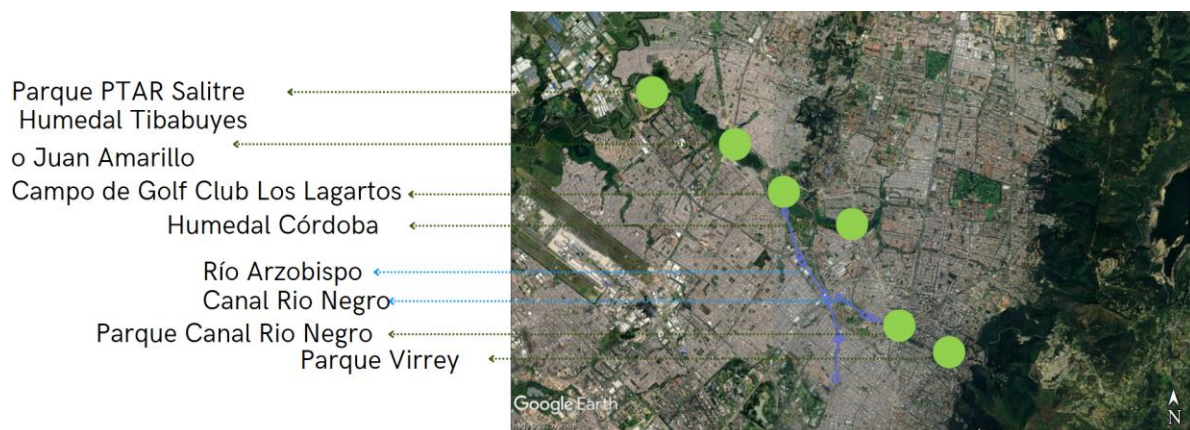 Parque PTAR Salitre
Humedal Tibabuyes
o Juan Amarillo
Campo de Golf Club Los Lagartos
Humedal Córdoba
Río Arzobispo
Canal Rio Negro
Parque Canal Rio Negro
Parque Virrey
Google Earth
N